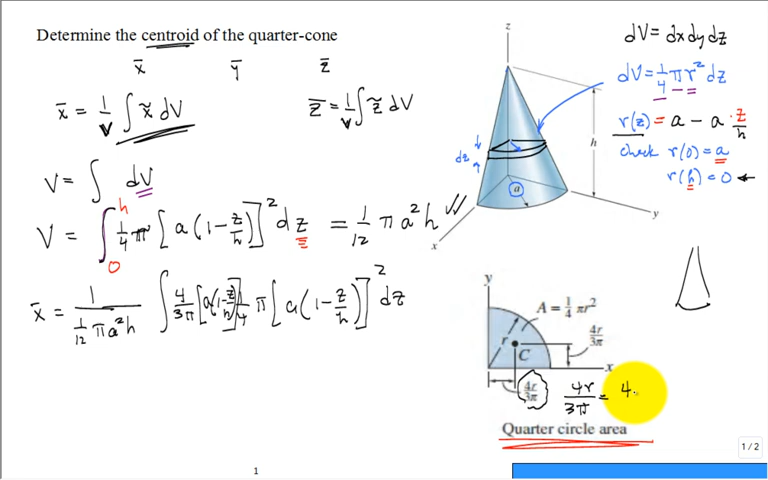 Determine the centroid of the quarter-cone
x̄ ȳ z̄
x̄ = 1/V ∫ x̃ dV
z̄ = 1/V ∫ z̃ dV
V = ∫ dV
V = ∫₀ʰ 1/4 π [a(1-z/h)]² dz = 1/12 π a² h
x̄ = 1/(1/12 π a² h) ∫ 4/3π [a(1-z/h)] 1/4 π [a(1-z/h)]² dz
z
dz
h
a
x
y
dV = dx dy dz
dV = 1/4 π r² dz
r(z) = a - a · z/h
check r(0) = a
r(h) = 0
y
A = 1/4 πr²
r
C
4r/3π
x
4r/3π
4r/3π = 4
Quarter circle area
1 / 2
1